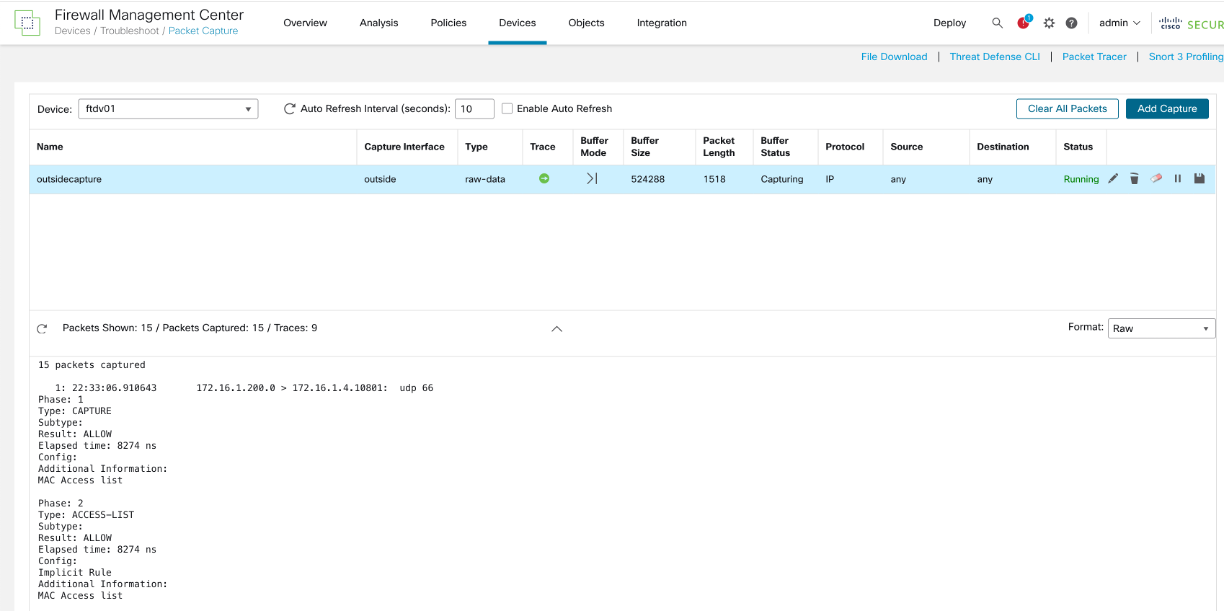 Firewall Management Center
Devices / Troubleshoot / Packet Capture
Overview Analysis Policies Devices Objects Integration
Deploy 1 admin cisco SECUR
File Download | Threat Defense CLI | Packet Tracer | Snort 3 Profiling
Device: ftdv01 Auto Refresh Interval (seconds): 10 Enable Auto Refresh Clear All Packets Add Capture
Name Capture Interface Type Trace Buffer Mode Buffer Size Packet Length Buffer Status Protocol Source Destination Status
outsidecapture outside raw-data 524288 1518 Capturing IP any any Running
Packets Shown: 15 / Packets Captured: 15 / Traces: 9 Format: Raw
15 packets captured
1: 22:33:06.910643 172.16.1.200.0 > 172.16.1.4.10801: udp 66
Phase: 1
Type: CAPTURE
Subtype:
Result: ALLOW
Elapsed time: 8274 ns
Config:
Additional Information:
MAC Access list
Phase: 2
Type: ACCESS-LIST
Subtype:
Result: ALLOW
Elapsed time: 8274 ns
Config:
Implicit Rule
Additional Information:
MAC Access list